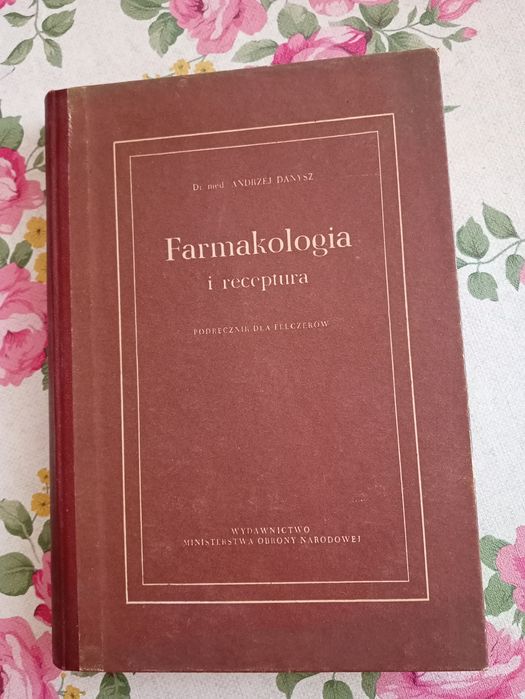 Dr. med. ANDRZEJ DANYSZ
Farmakologia
i receptura
PODRĘCZNIK DLA FELCZERÓW
WYDAWNICTWO
MINISTERSTWA OBRONY NARODOWEJ